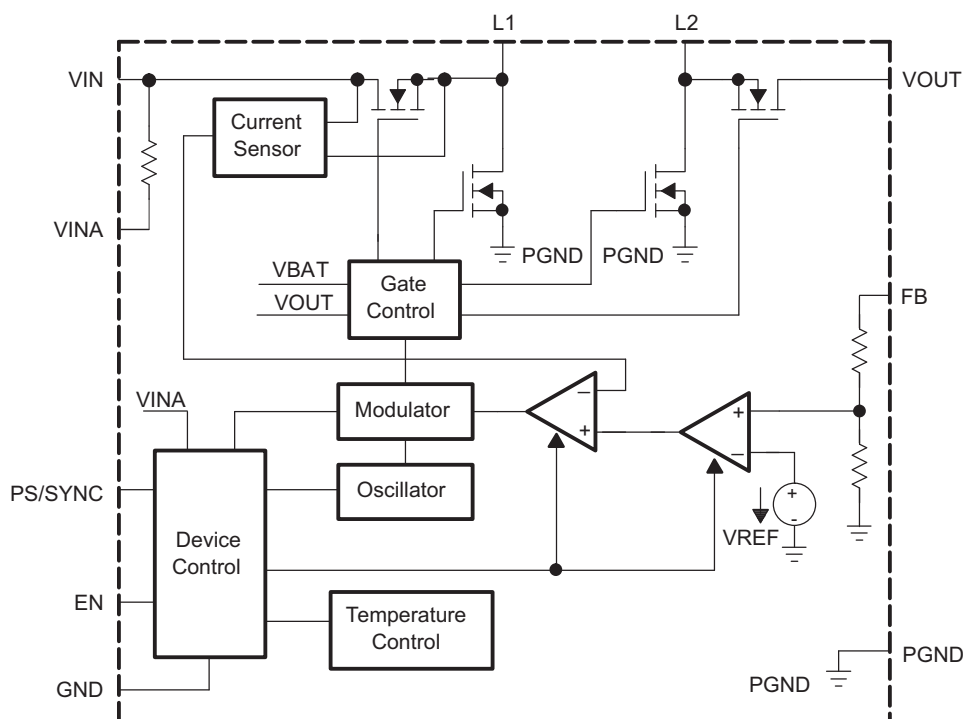 L1
L2
VIN
VOUT
Current
Sensor
VINA
PGND
PGND
VBAT
VOUT
Gate
Control
FB
VINA
Modulator
−
+
+
−
PS/SYNC
Oscillator
+
-
VREF
Device
Control
EN
Temperature
Control
GND
PGND
PGND